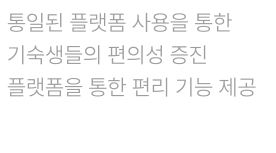 통일된 플랫폼 사용을 통한
기숙생들의 편의성 증진
플랫폼을 통한 편리 기능 제공